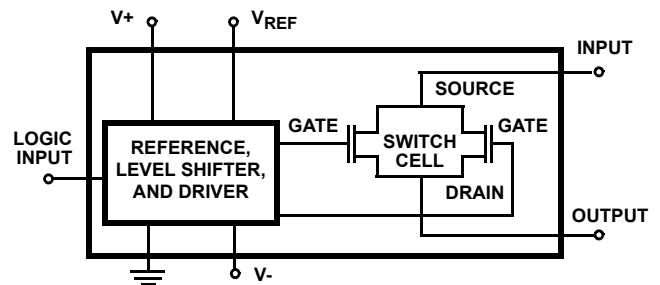 V+
VREF
INPUT
SOURCE
LOGIC
INPUT
REFERENCE,
LEVEL SHIFTER,
AND DRIVER
GATE
SWITCH
CELL
GATE
DRAIN
OUTPUT
V-